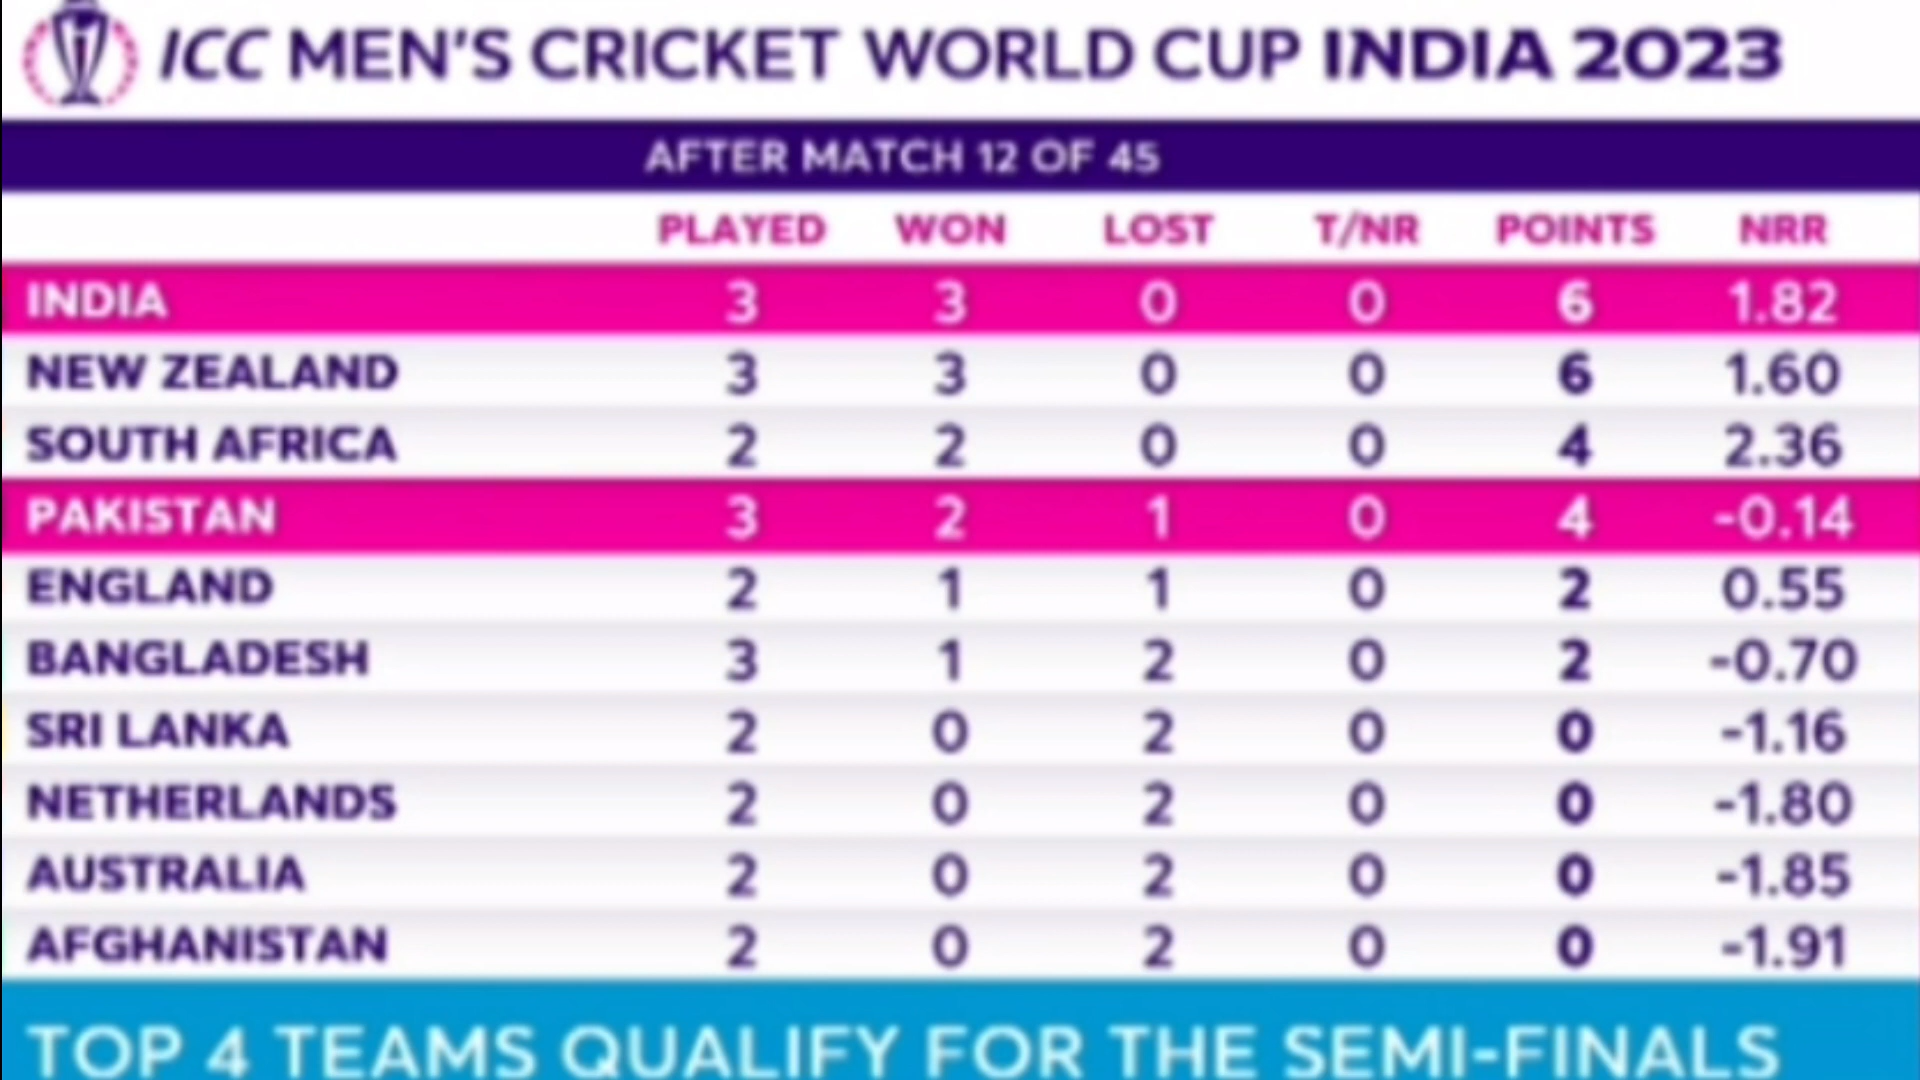 ICC MEN'S CRICKET WORLD CUP INDIA 2023
AFTER MATCH 12 OF 45
PLAYED WON LOST T/NR POINTS NRR
INDIA 3 3 0 0 6 1.82
NEW ZEALAND 3 3 0 0 6 1.60
SOUTH AFRICA 2 2 0 0 4 2.36
PAKISTAN 3 2 1 0 4 -0.14
ENGLAND 2 1 1 0 2 0.55
BANGLADESH 3 1 2 0 2 -0.70
SRI LANKA 2 0 2 0 0 -1.16
NETHERLANDS 2 0 2 0 0 -1.80
AUSTRALIA 2 0 2 0 0 -1.85
AFGHANISTAN 2 0 2 0 0 -1.91
TOP 4 TEAMS QUALIFY FOR THE SEMI-FINALS